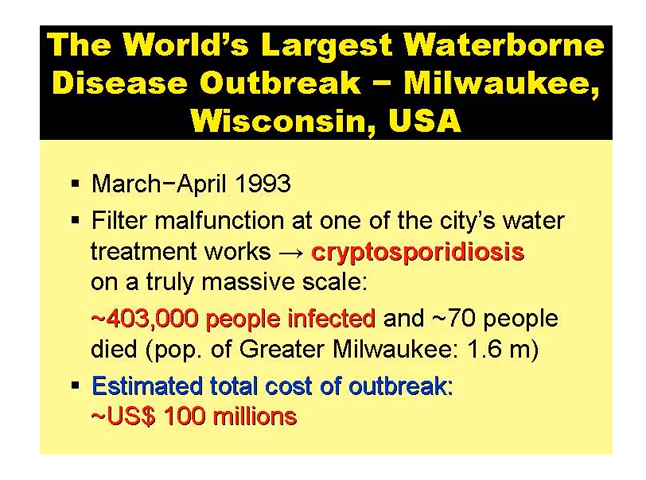 The World’s Largest Waterborne
Disease Outbreak − Milwaukee,
Wisconsin, USA
▪ March−April 1993
▪ Filter malfunction at one of the city’s water
treatment works → cryptosporidiosis
on a truly massive scale:
~403,000 people infected and ~70 people
died (pop. of Greater Milwaukee: 1.6 m)
▪ Estimated total cost of outbreak:
~US$ 100 millions